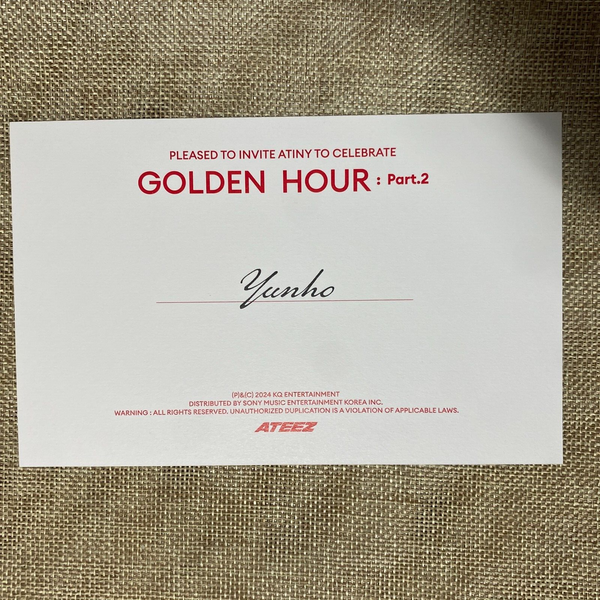 PLEASED TO INVITE ATINY TO CELEBRATE
GOLDEN HOUR : Part.2
Yunho
(P)&(C) 2024 KQ ENTERTAINMENT
DISTRIBUTED BY SONY MUSIC ENTERTAINMENT KOREA INC.
WARNING : ALL RIGHTS RESERVED. UNAUTHORIZED DUPLICATION IS A VIOLATION OF APPLICABLE LAWS.
ATEEZ